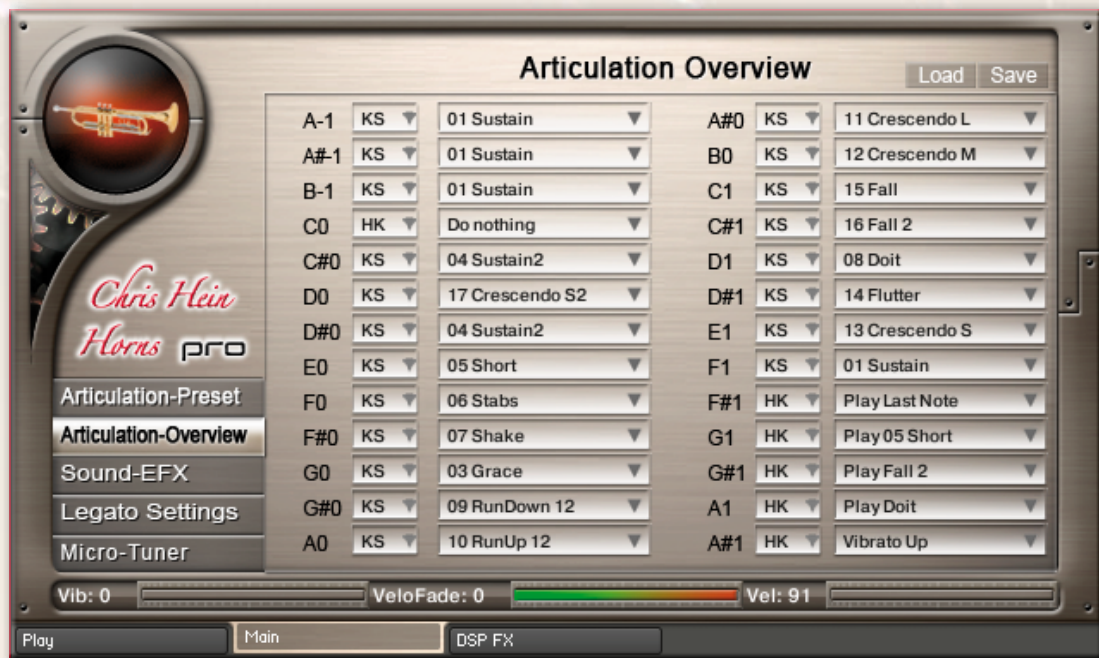 Articulation Overview
Load Save
A-1 KS 01 Sustain A#0 KS 11 Crescendo L
A#-1 KS 01 Sustain B0 KS 12 Crescendo M
B-1 KS 01 Sustain C1 KS 15 Fall
C0 HK Do nothing C#1 KS 16 Fall 2
C#0 KS 04 Sustain2 D1 KS 08 Doit
D0 KS 17 Crescendo S2 D#1 KS 14 Flutter
D#0 KS 04 Sustain2 E1 KS 13 Crescendo S
E0 KS 05 Short F1 KS 01 Sustain
F0 KS 06 Stabs F#1 HK Play Last Note
F#0 KS 07 Shake G1 HK Play 05 Short
G0 KS 03 Grace G#1 HK Play Fall 2
G#0 KS 09 RunDown 12 A1 HK Play Doit
A0 KS 10 RunUp 12 A#1 HK Vibrato Up
Chris Hein
Horns pro
Articulation-Preset
Articulation-Overview
Sound-EFX
Legato Settings
Micro-Tuner
Vib: 0 VeloFade: 0 Vel: 91
Play Main DSP FX